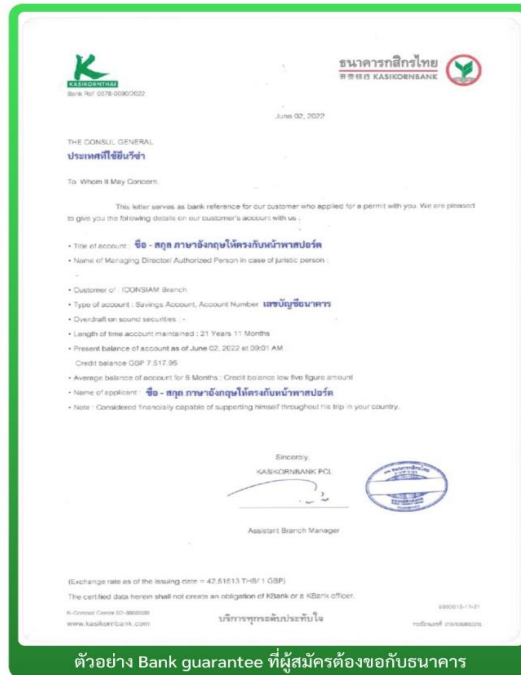 KASIKORNTHAI
ธนาคารกสิกรไทย
KASIKORNBANK
June 02, 2022
THE CONSUL GENERAL
ประเทศที่ใช้ยื่นวีซ่า
To Whom It May Concern,
This letter serves as bank reference for our customer who applied for a permit with you. We are pleased
to give you the following details on our customer's account with us :
• Title of account : ชื่อ - สกุล ภาษาอังกฤษให้ตรงกับหน้าพาสปอร์ต
• Name of Managing Director/ Authorized Person in case of juristic person :
-
• Customer of : ICONSIAM Branch
• Type of account : Savings Account, Account Number เลขบัญชีธนาคาร
• Overdraft on sound securities : -
• Length of time account maintained : 21 Years 11 Months
• Present balance of account as of June 02, 2022 at 09:01 AM
Credit balance GBP 7,517.95
• Average balance of account for 6 Months : Credit balance low five figure amount
• Name of applicant : ชื่อ - สกุล ภาษาอังกฤษให้ตรงกับหน้าพาสปอร์ต
• Note : Considered financially capable of supporting himself throughout his trip in your country.
Sincerely,
KASIKORNBANK PCL
Assistant Branch Manager
(Exchange rate as of the issuing date = 42.51613 THB/ 1 GBP)
The certified data herein shall not create an obligation of KBank or a KBank officer.
www.kasikornbank.com
บริการทุกระดับประทับใจ
ตัวอย่าง Bank guarantee ที่ผู้สมัครต้องขอกับธนาคาร